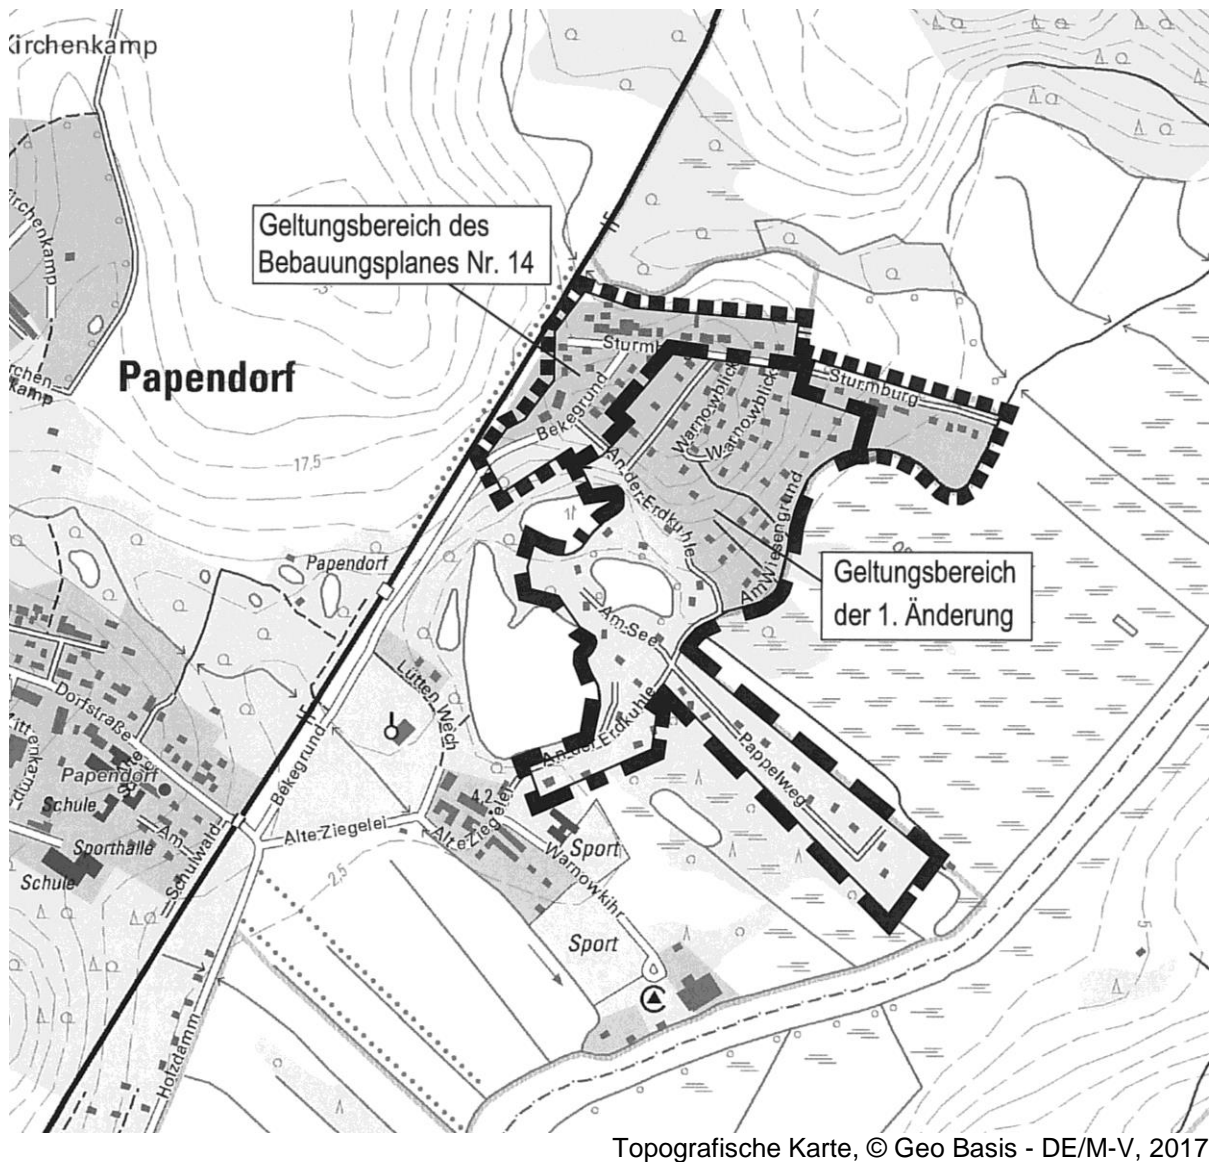 Kirchenkamp
Kirchenkamp
Geltungsbereich des
Bebauungsplanes Nr. 14
Papendorf
17,5
Sturmburg
Bekegrund
Warnowblick
Warnowblick
An der Erdkuhle
Am Wiesengrund
Geltungsbereich
der 1. Änderung
Papendorf
Am See
An der Erdkuhle
Pappelweg
Lütten Wech
Dorfstraße
Papendorf
Schule
Sporthalle
Schule
Am
Schulwald
Bekegrund
Alte Ziegelei
Alte Ziegelei
4,2
Sport
Warnowkihr
Sport
2,5
5
Holzdamm
Topografische Karte, © Geo Basis - DE/M-V, 2017